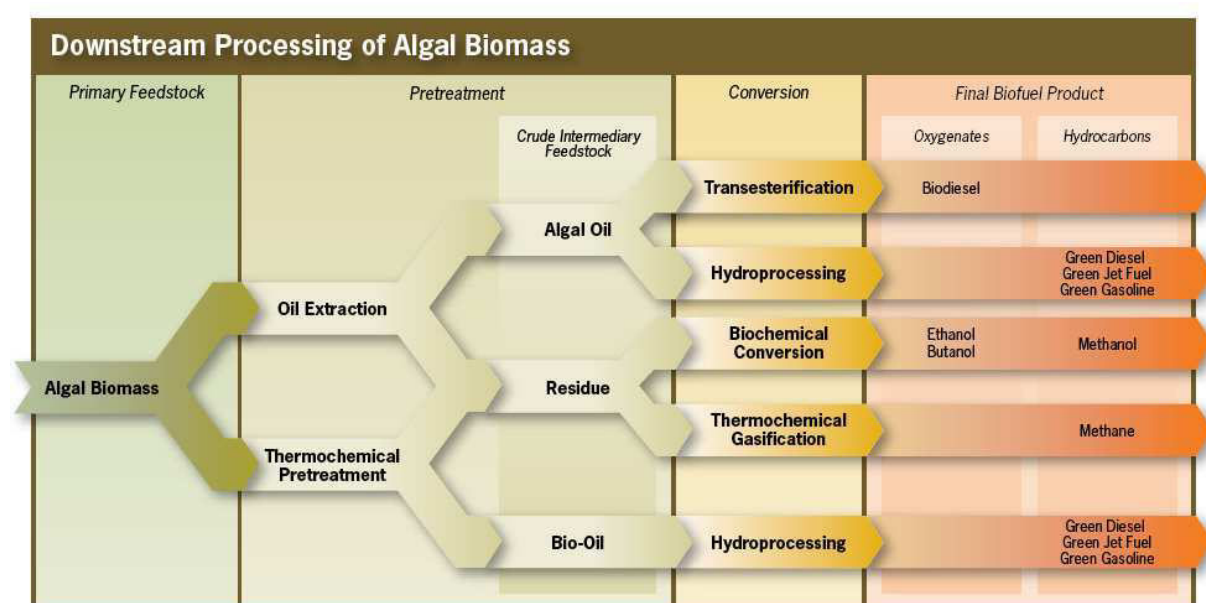 Downstream Processing of Algal Biomass
Primary Feedstock
Pretreatment
Conversion
Final Biofuel Product
Crude Intermediary
Feedstock
Oxygenates
Hydrocarbons
Transesterification
Biodiesel
Algal Oil
Hydroprocessing
Green Diesel
Green Jet Fuel
Green Gasoline
Oil Extraction
Biochemical
Conversion
Ethanol
Butanol
Methanol
Algal Biomass
Residue
Thermochemical
Gasification
Methane
Thermochemical
Pretreatment
Bio-Oil
Hydroprocessing
Green Diesel
Green Jet Fuel
Green Gasoline